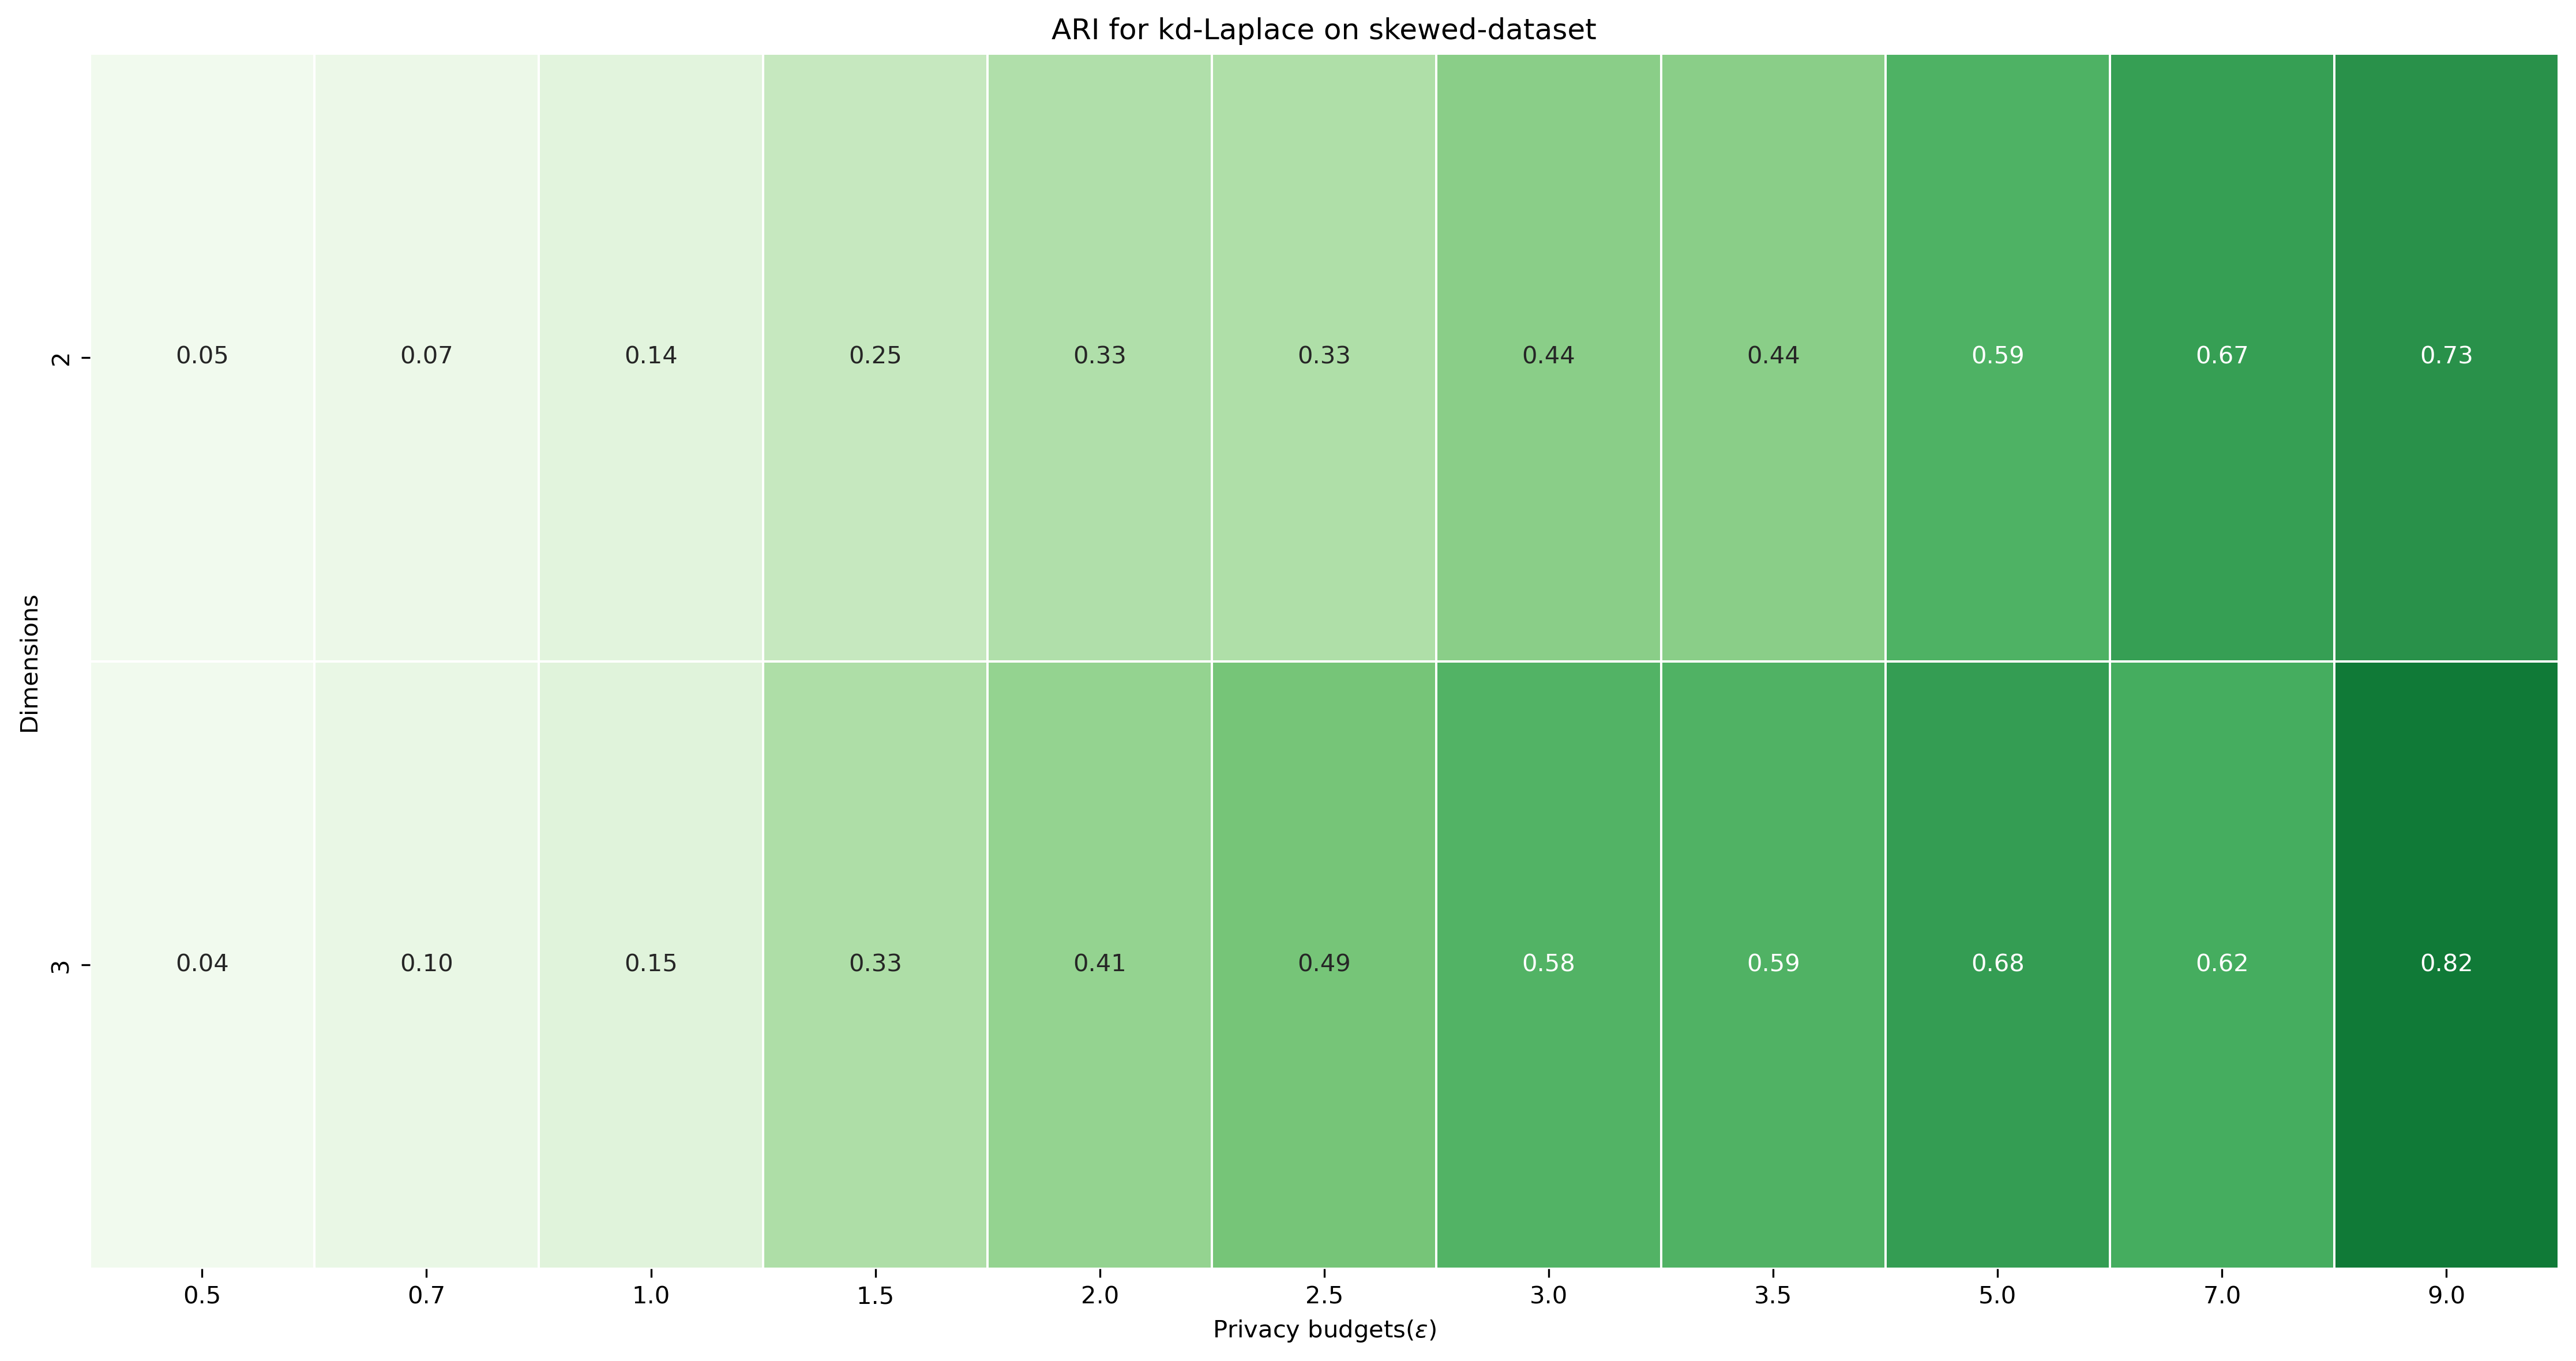 ARI for kd-Laplace on skewed-dataset
Dimensions
2
0.05 0.07 0.14 0.25 0.33 0.33 0.44 0.44 0.59 0.67 0.73
3
0.04 0.10 0.15 0.33 0.41 0.49 0.58 0.59 0.68 0.62 0.82
0.5 0.7 1.0 1.5 2.0 2.5 3.0 3.5 5.0 7.0 9.0
Privacy budgets(ε)